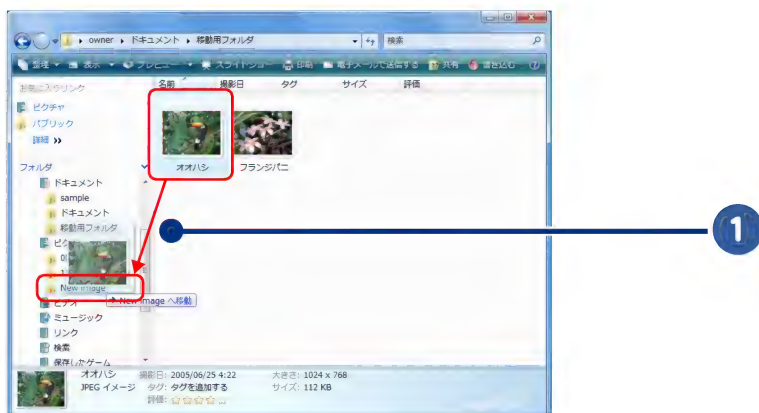 owner ▸ ドキュメント ▸ 移動用フォルダ
検索
整理 表示 プレビュー スライド ショー 印刷 電子メールで送信する 共有 書き込む
お気に入りリンク
ピクチャ
パブリック
詳細 »
名前 撮影日 タグ サイズ 評価
オオハシ フランジパニ
フォルダ
ドキュメント
sample
ドキュメント
移動用フォルダ
New image
→ New image へ移動
ミュージック
リンク
検索
保存したゲーム
オオハシ 撮影日: 2005/06/25 4:22 大きさ: 1024 x 768
JPEG イメージ タグ: タグを追加する サイズ: 112 KB
評価:
1